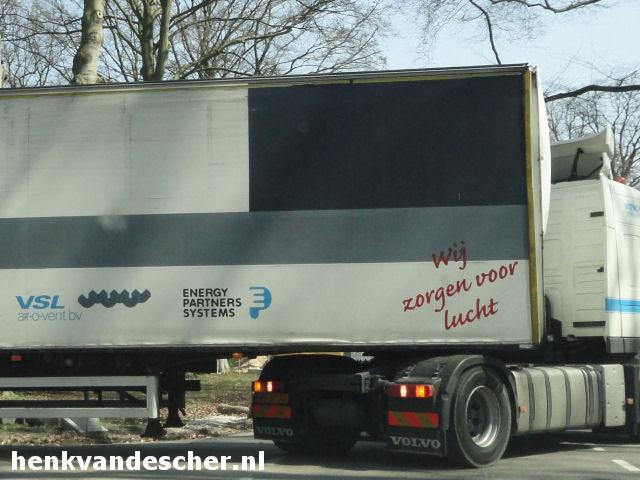 VSL
air-o-vent bv
ENERGY
PARTNERS
SYSTEMS
Wij
zorgen voor
lucht
VOLVO
VOLVO
henkvandescher.nl